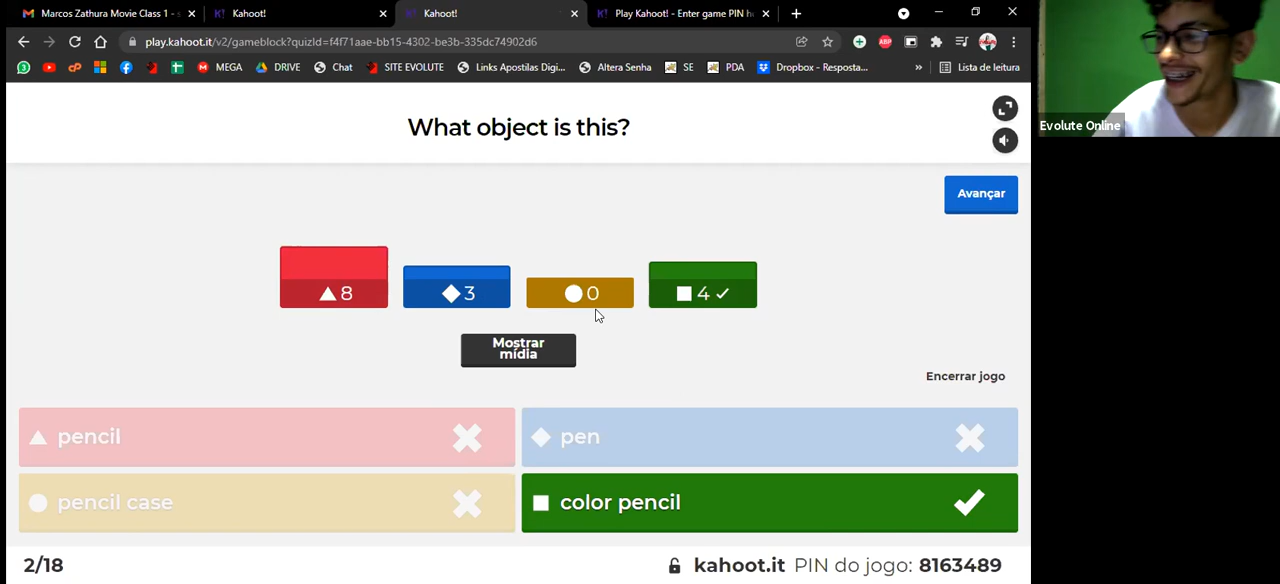 Marcos Zathura Movie Class 1 - s
Kahoot!
Kahoot!
Play Kahoot! - Enter game PIN h
play.kahoot.it/v2/gameblock?quizId=f4f71aae-bb15-4302-be3b-335dc74902d6
MEGA
DRIVE
Chat
SITE EVOLUTE
Links Apostilas Digi...
Altera Senha
SE
PDA
Dropbox - Resposta...
»
Lista de leitura
What object is this?
Evolute Online
Avançar
8
3
0
4
Mostrar
mídia
Encerrar jogo
pencil
pen
pencil case
color pencil
2/18
kahoot.it PIN do jogo: 8163489